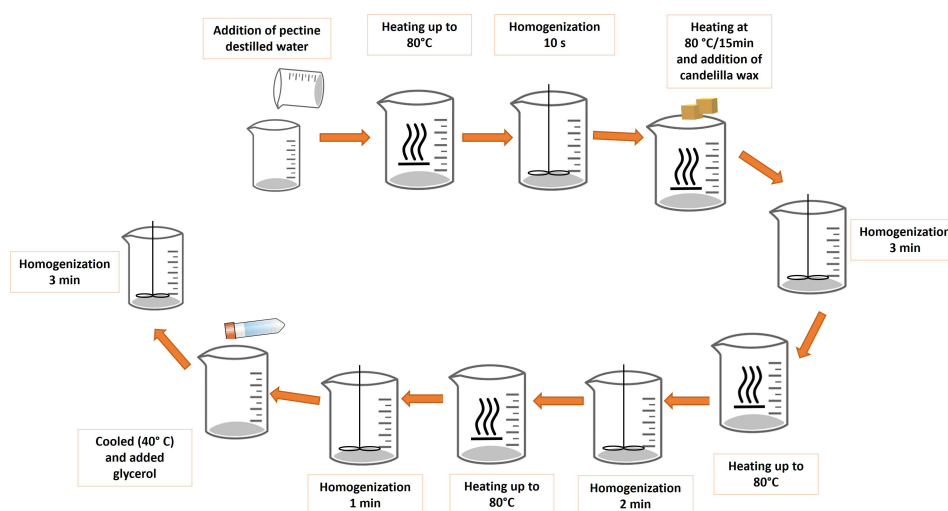 Addition of pectine
destilled water
Heating up to
80°C
Homogenization
10 s
Heating at
80 °C/15min
and addition of
candelilla wax
Homogenization
3 min
Heating up to
80°C
Homogenization
2 min
Heating up to
80°C
Homogenization
1 min
Cooled (40° C)
and added
glycerol
Homogenization
3 min